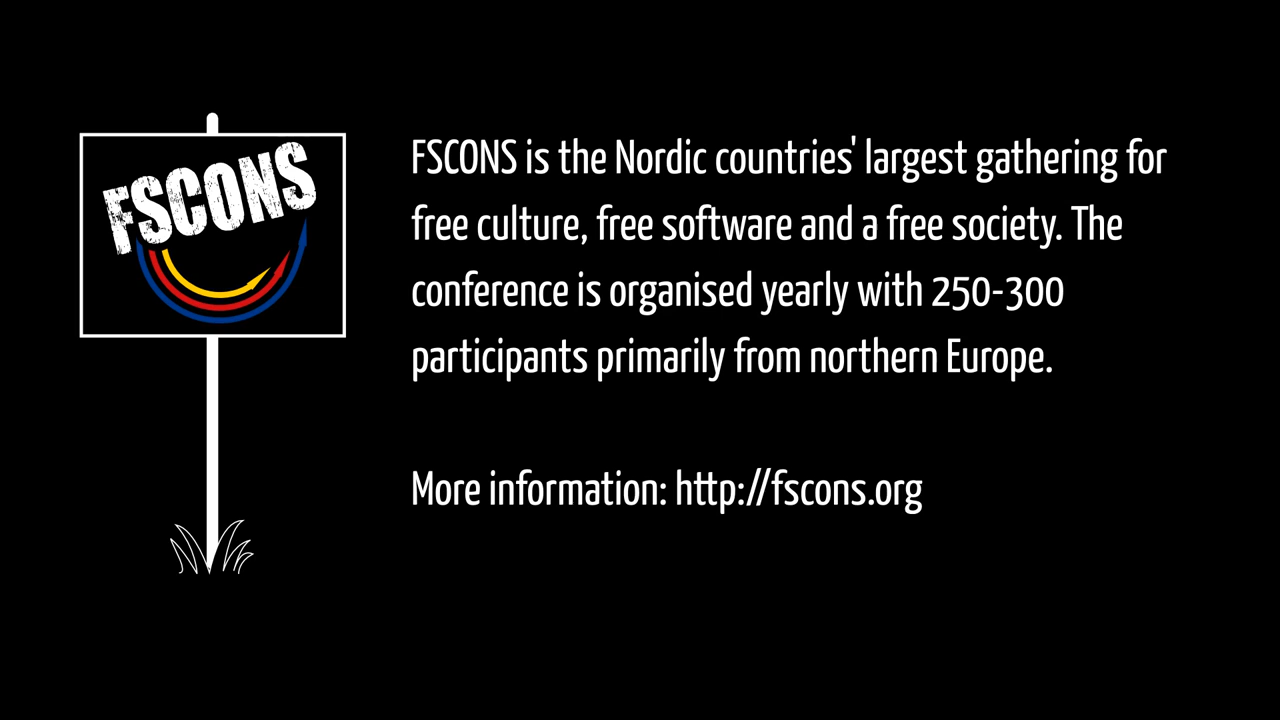 FSCONS
FSCONS is the Nordic countries' largest gathering for
free culture, free software and a free society. The
conference is organised yearly with 250-300
participants primarily from northern Europe.
More information: http://fscons.org